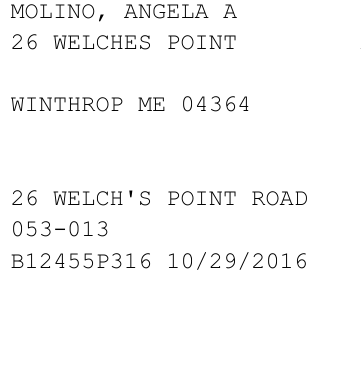 MOLINO, ANGELA A
26 WELCHES POINT
WINTHROP ME 04364
26 WELCH'S POINT ROAD
053-013
B12455P316 10/29/2016